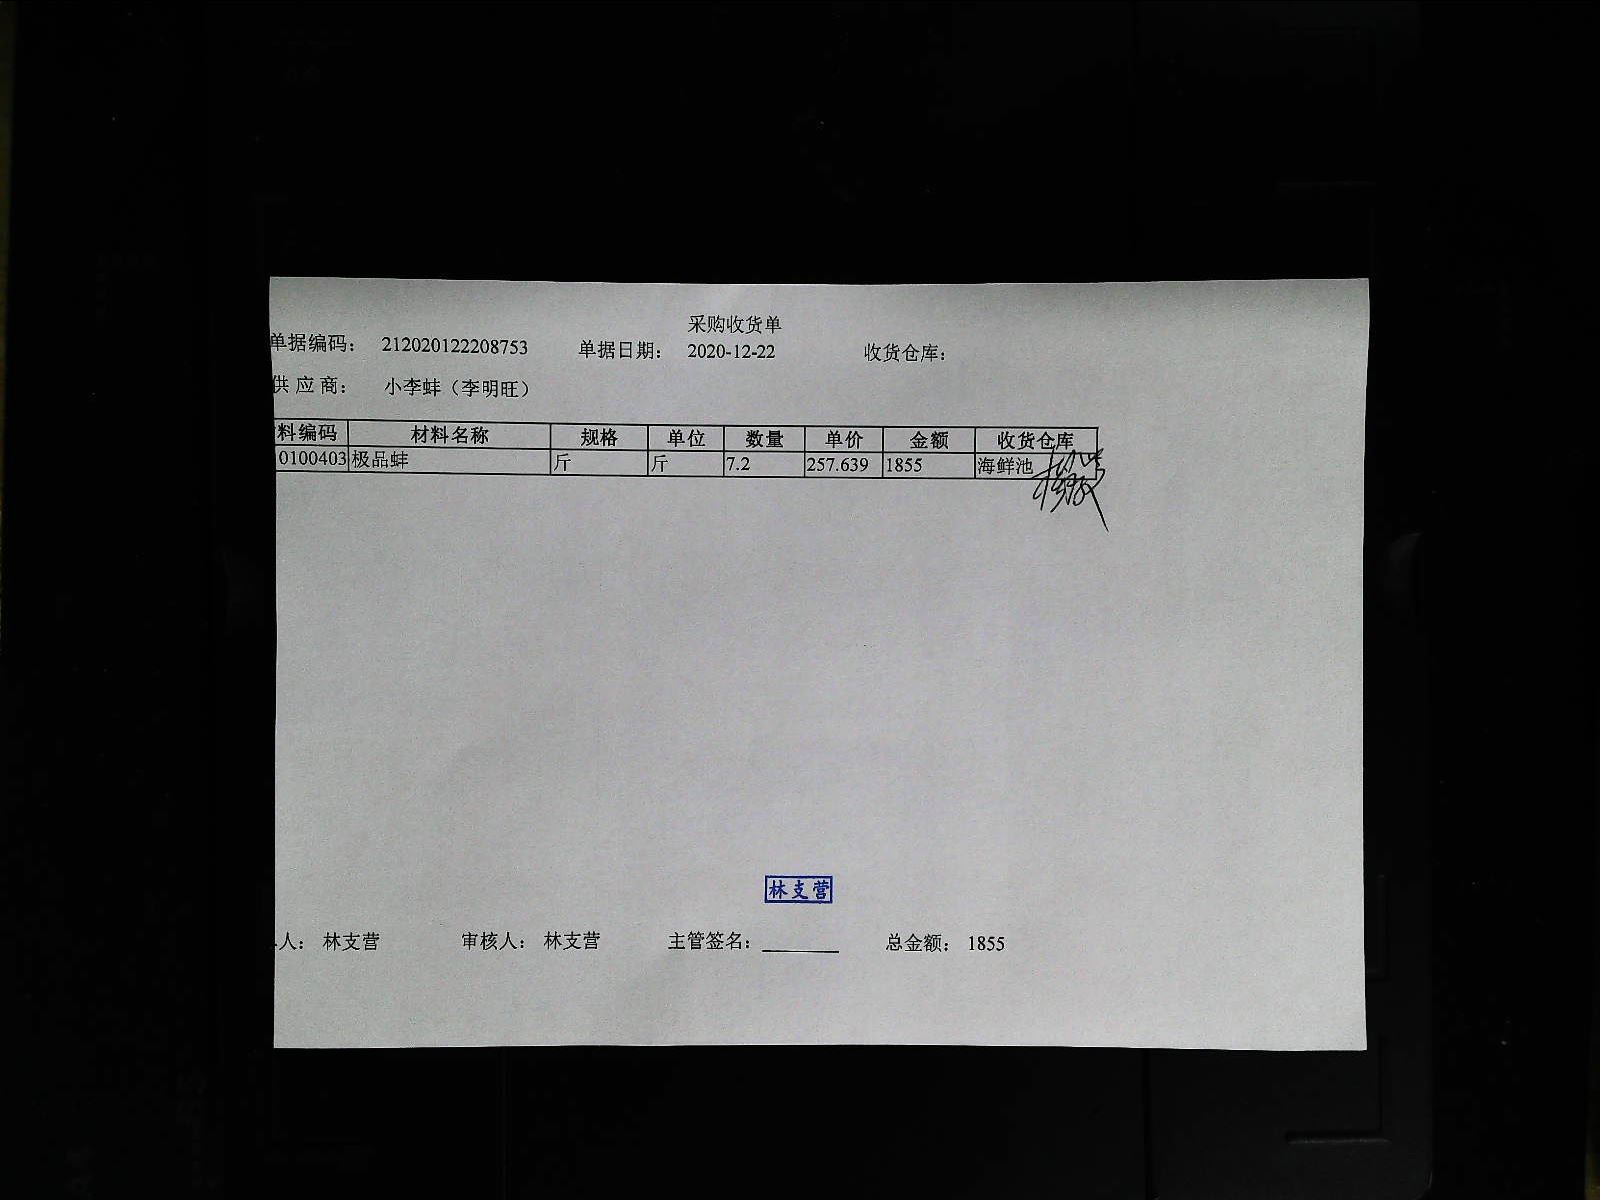 采购收货单
单据编码： 212020122208753 单据日期： 2020-12-22 收货仓库：
供 应 商： 小李蚌（李明旺）
料编码 材料名称 规格 单位 数量 单价 金额 收货仓库
0100403 极品蚌 斤 斤 7.2 257.639 1855 海鲜池
林支营
人： 林支营 审核人： 林支营 主管签名： 总金额： 1855